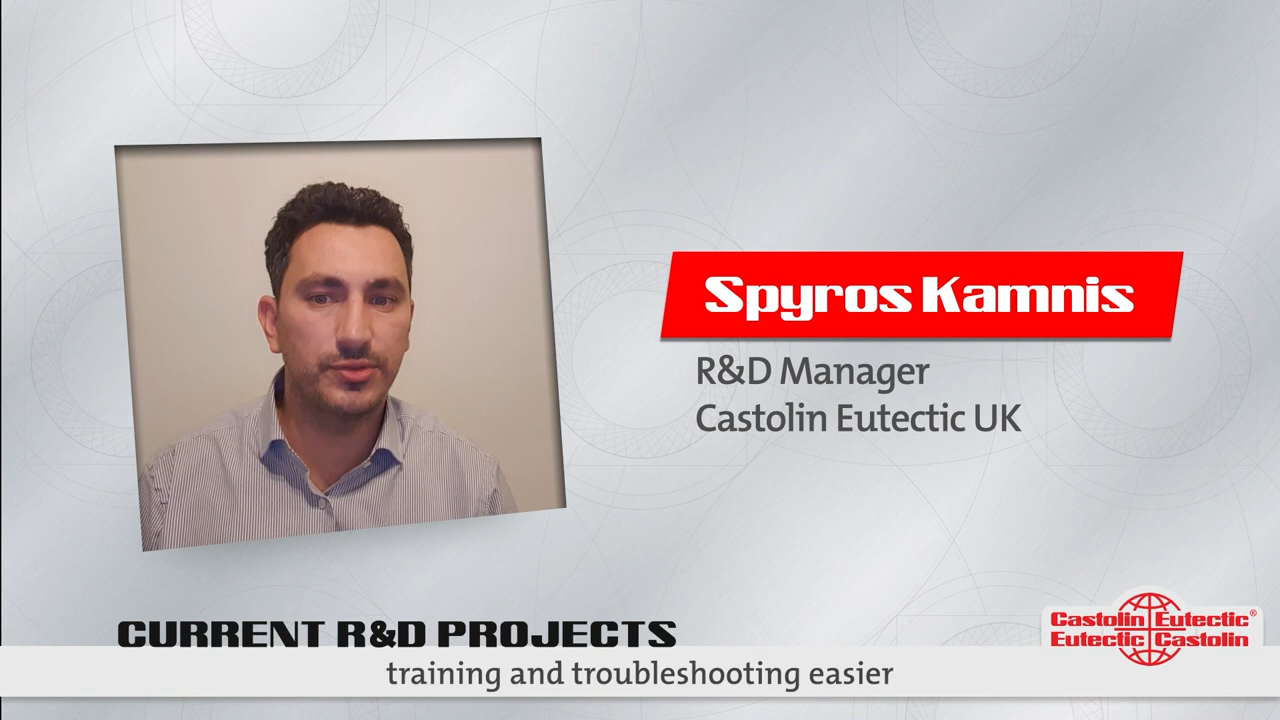 Spyros Kamnis
R&D Manager
Castolin Eutectic UK
CURRENT R&D PROJECTS
training and troubleshooting easier
Castolin Eutectic®
Eutectic Castolin